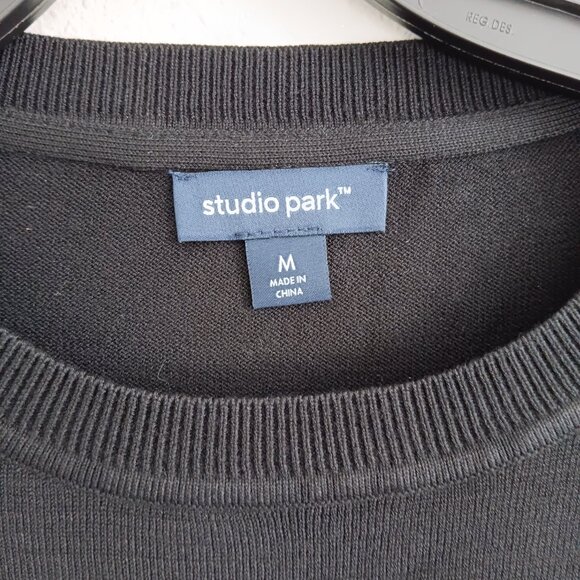 REG DES.
studio park™
M
MADE IN
CHINA